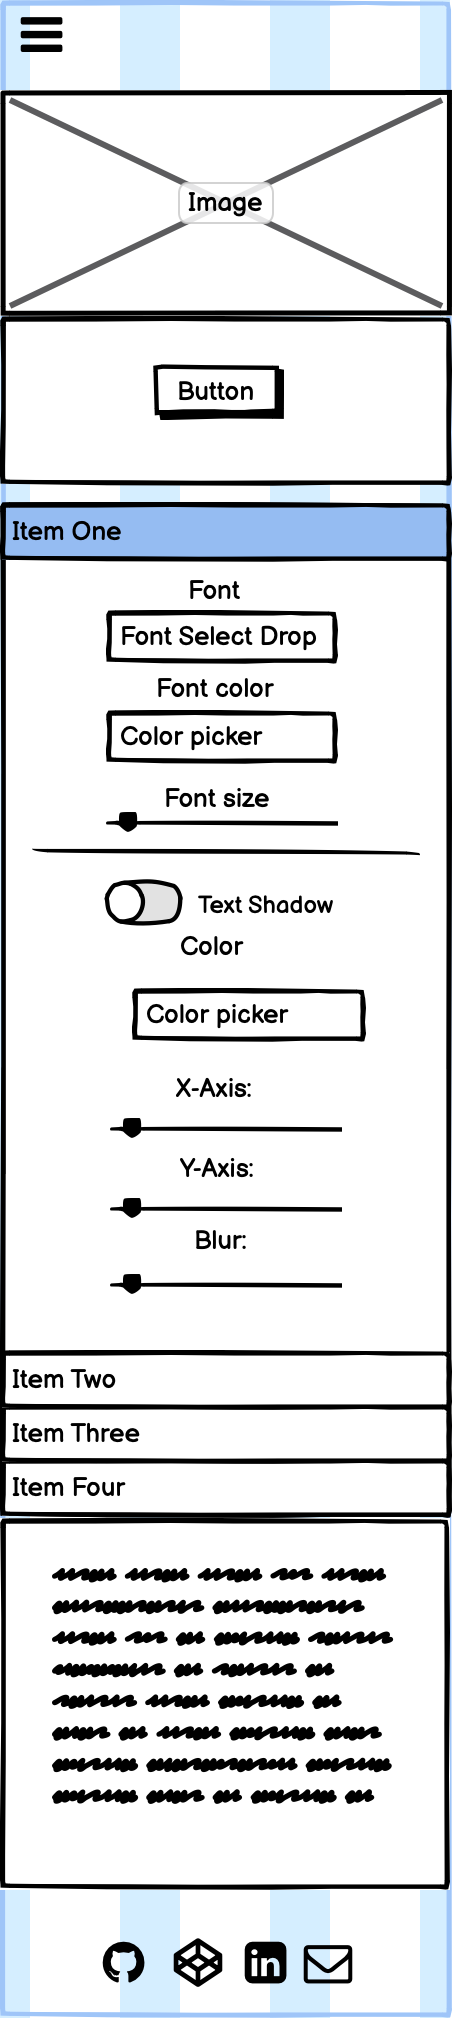 Image
Button
Item One
Font
Font Select Drop
Font color
Color picker
Font size
Text Shadow
Color
Color picker
X-Axis:
Y-Axis:
Blur:
Item Two
Item Three
Item Four
in